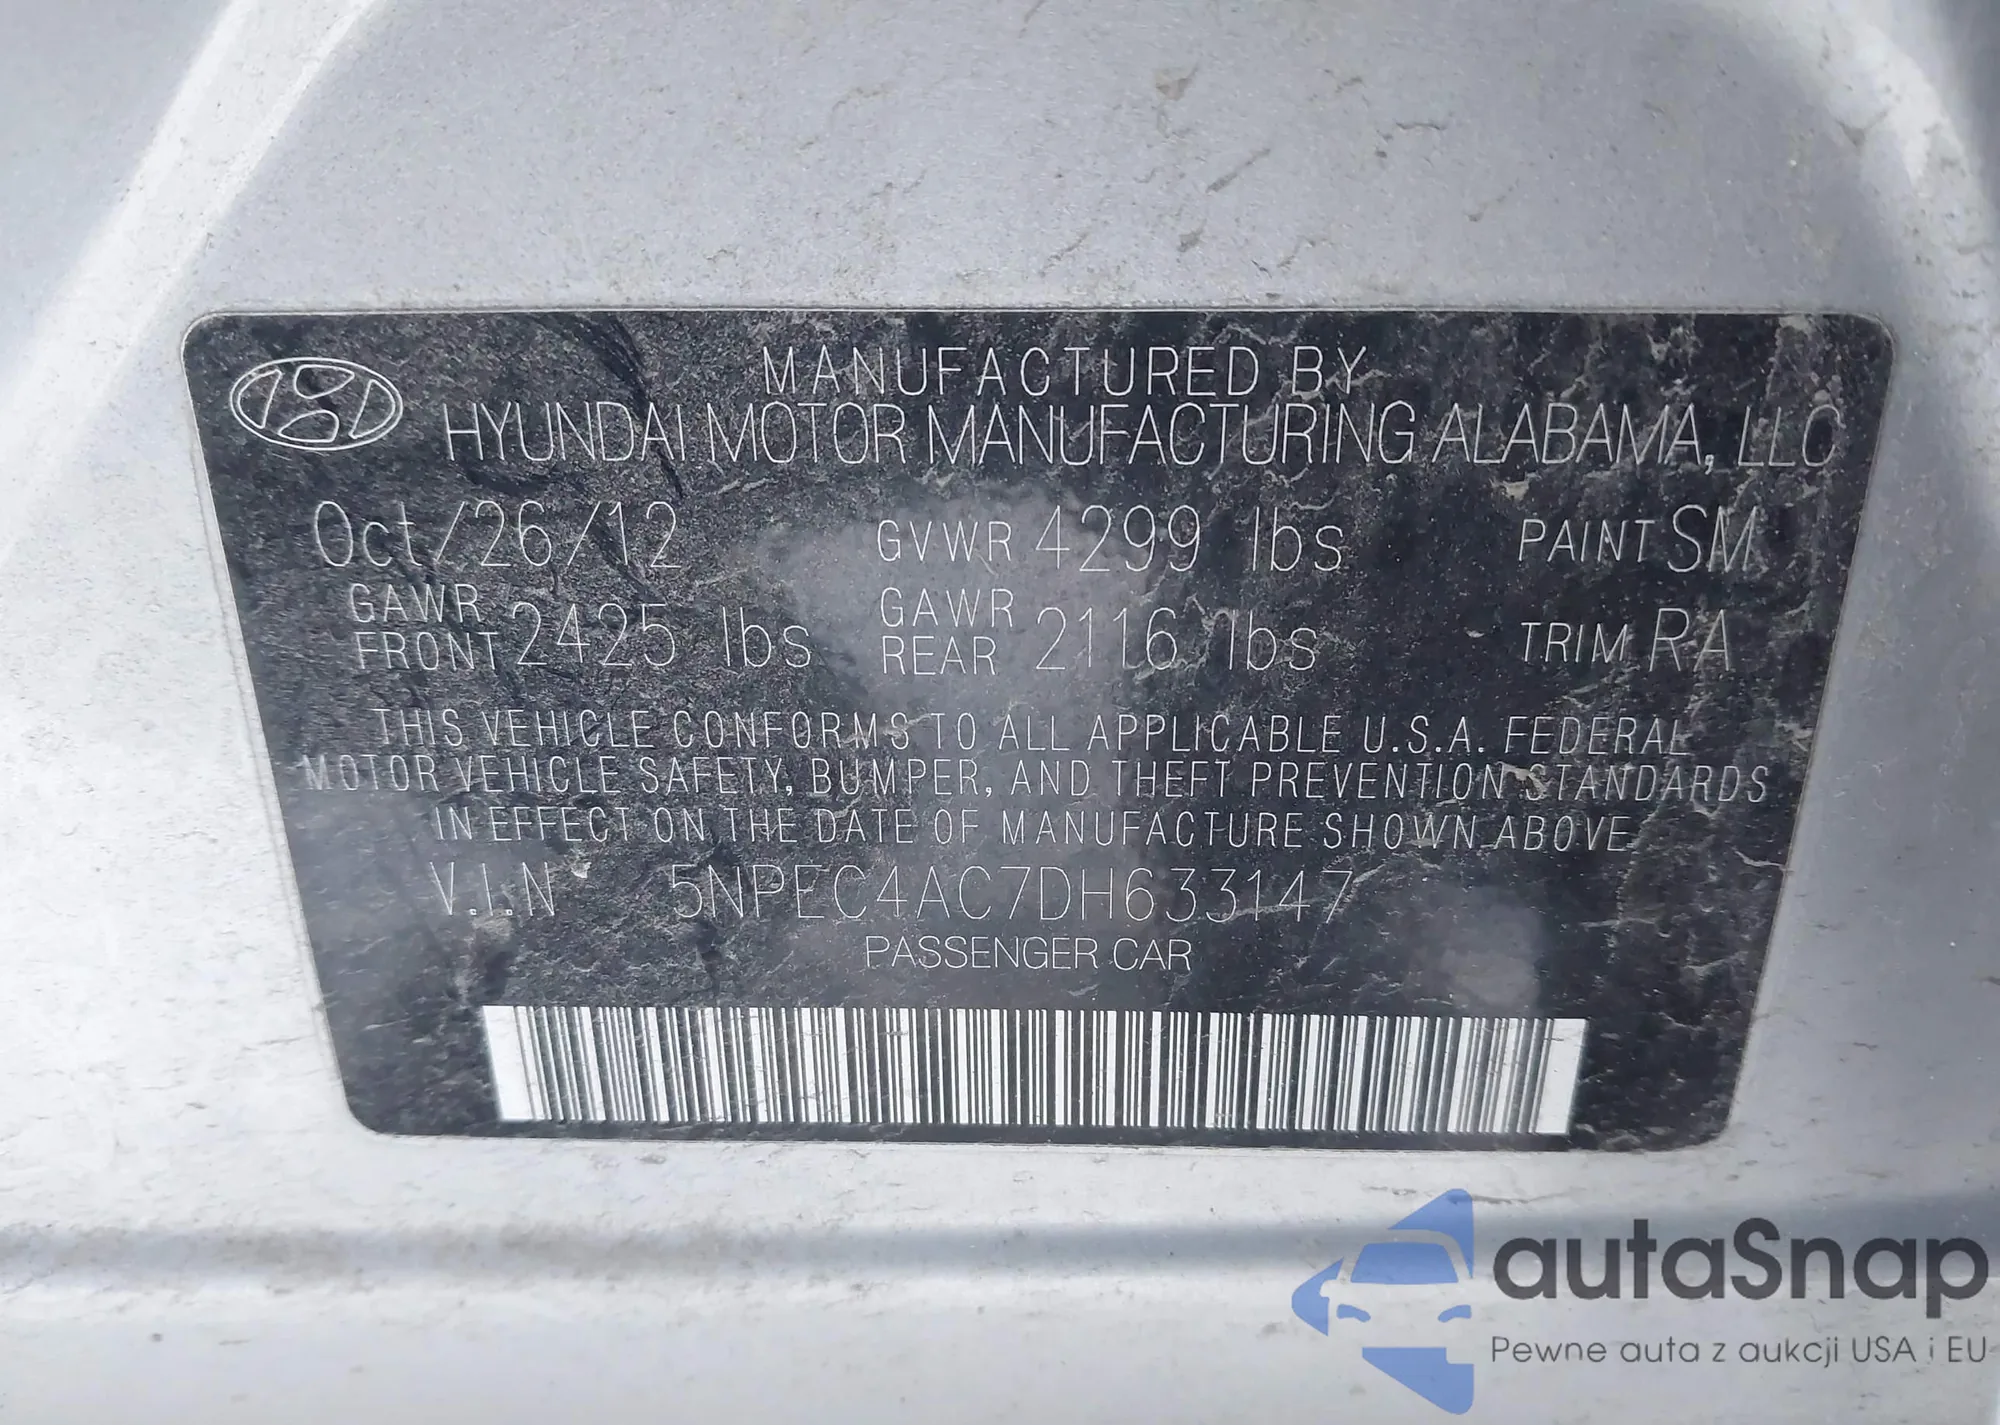 MANUFACTURED BY
HYUNDAI MOTOR MANUFACTURING ALABAMA, LLC
Oct/26/12 GVWR 4299 lbs PAINT SM
GAWR FRONT 2425 lbs GAWR REAR 2116 lbs TRIM RA
THIS VEHICLE CONFORMS TO ALL APPLICABLE U.S.A. FEDERAL
MOTOR VEHICLE SAFETY, BUMPER, AND THEFT PREVENTION STANDARDS
IN EFFECT ON THE DATE OF MANUFACTURE SHOWN ABOVE
V.I.N 5NPEC4AC7DH633147
PASSENGER CAR
autaSnap
Pewne auta z aukcji USA i EU